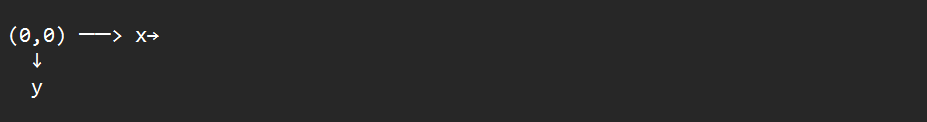 (0,0) ──> x→
↓
y